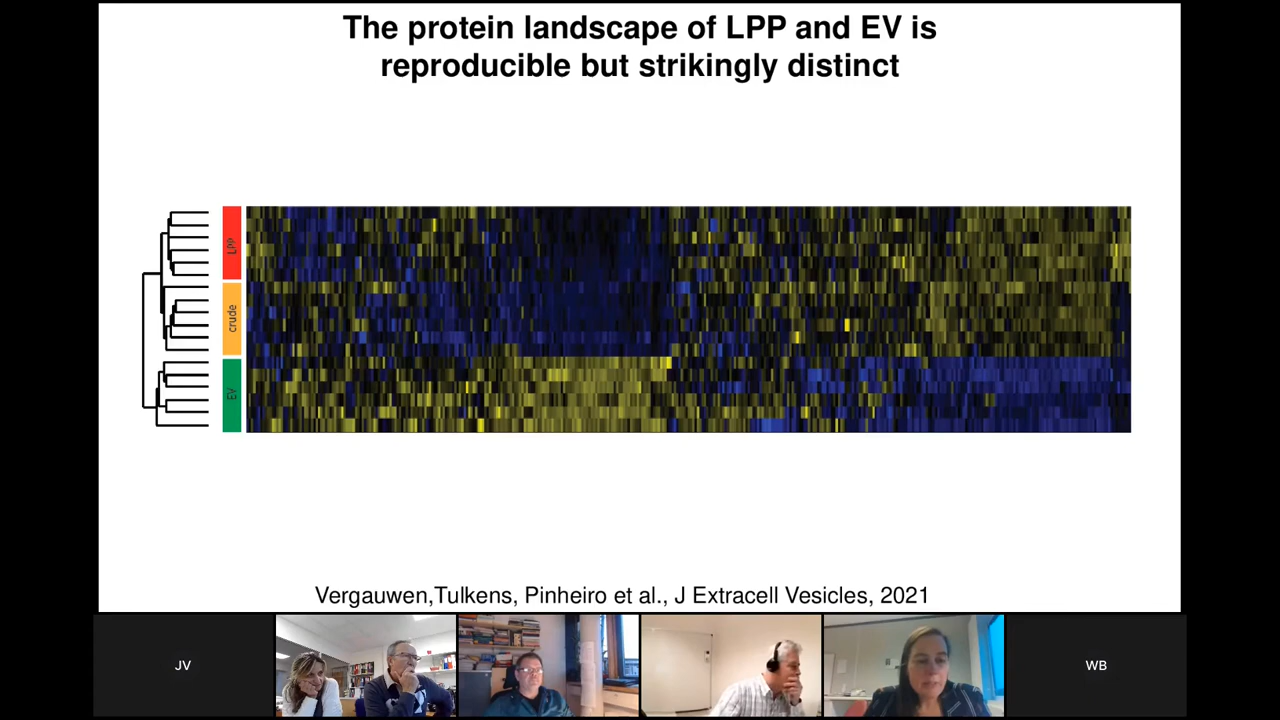 The protein landscape of LPP and EV is
reproducible but strikingly distinct
LPP
crude
EV
Vergauwen,Tulkens, Pinheiro et al., J Extracell Vesicles, 2021
JV
WB